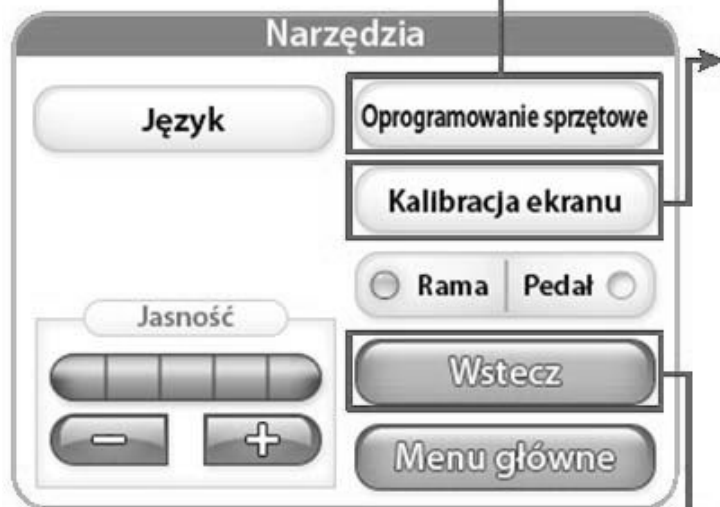 Narzędzia
Język
Oprogramowanie sprzętowe
Kalibracja ekranu
Rama Pedał
Jasność
Wstecz
Menu główne